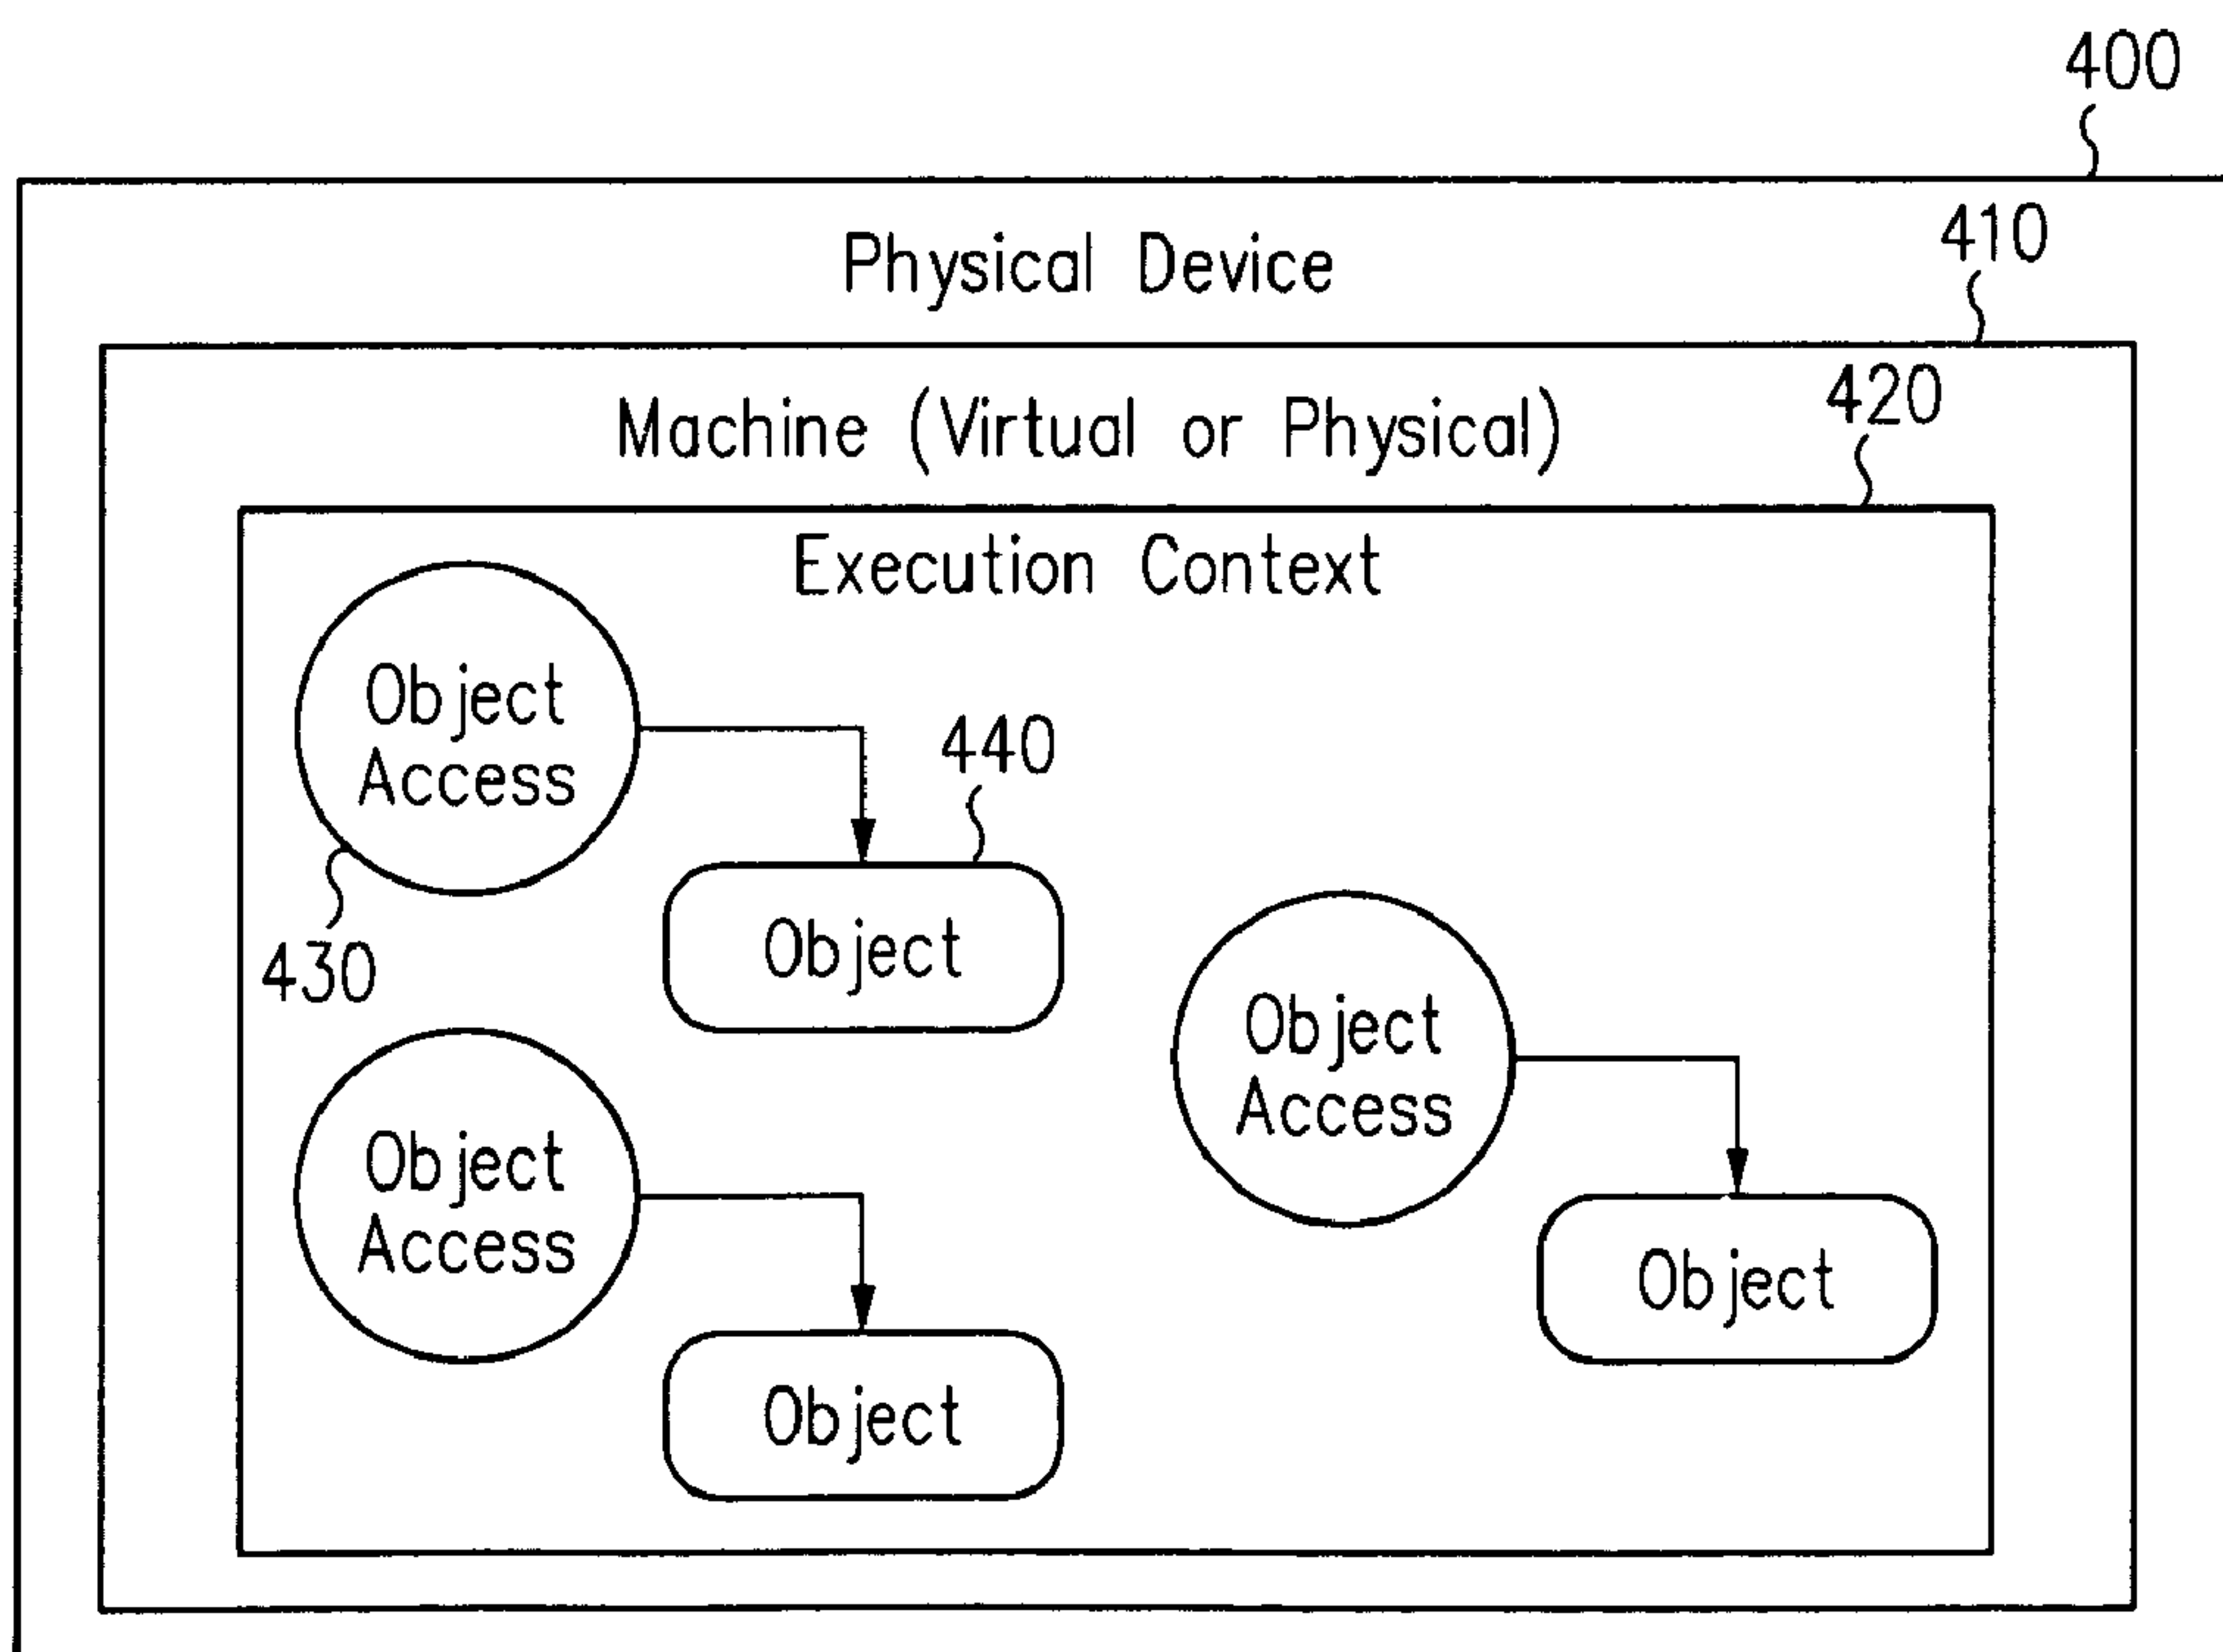 400
Physical Device
410
Machine (Virtual or Physical)
420
Execution Context
Object
Access
440
Object
430
Object
Access
Object
Access
Object
Object